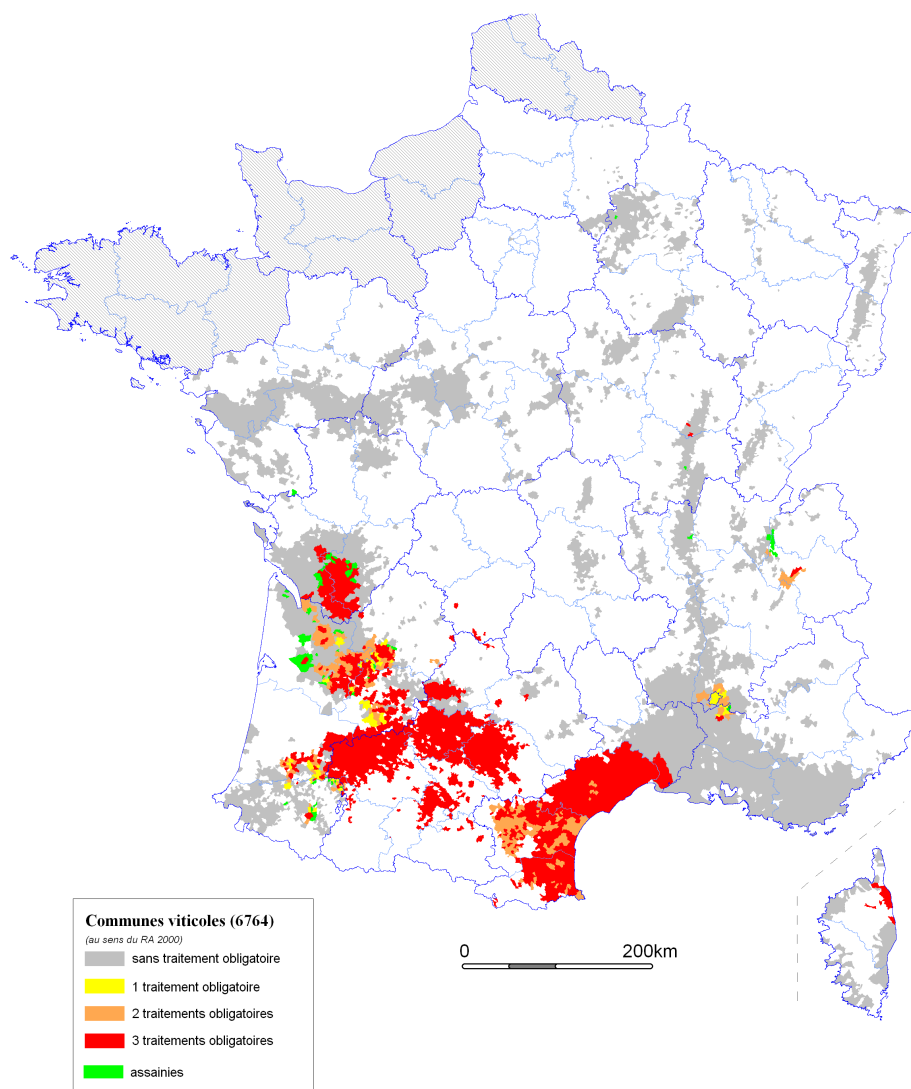 Communes viticoles (6764)
(au sens du RA 2000)
sans traitement obligatoire
1 traitement obligatoire
2 traitements obligatoires
3 traitements obligatoires
assainies
0 200km